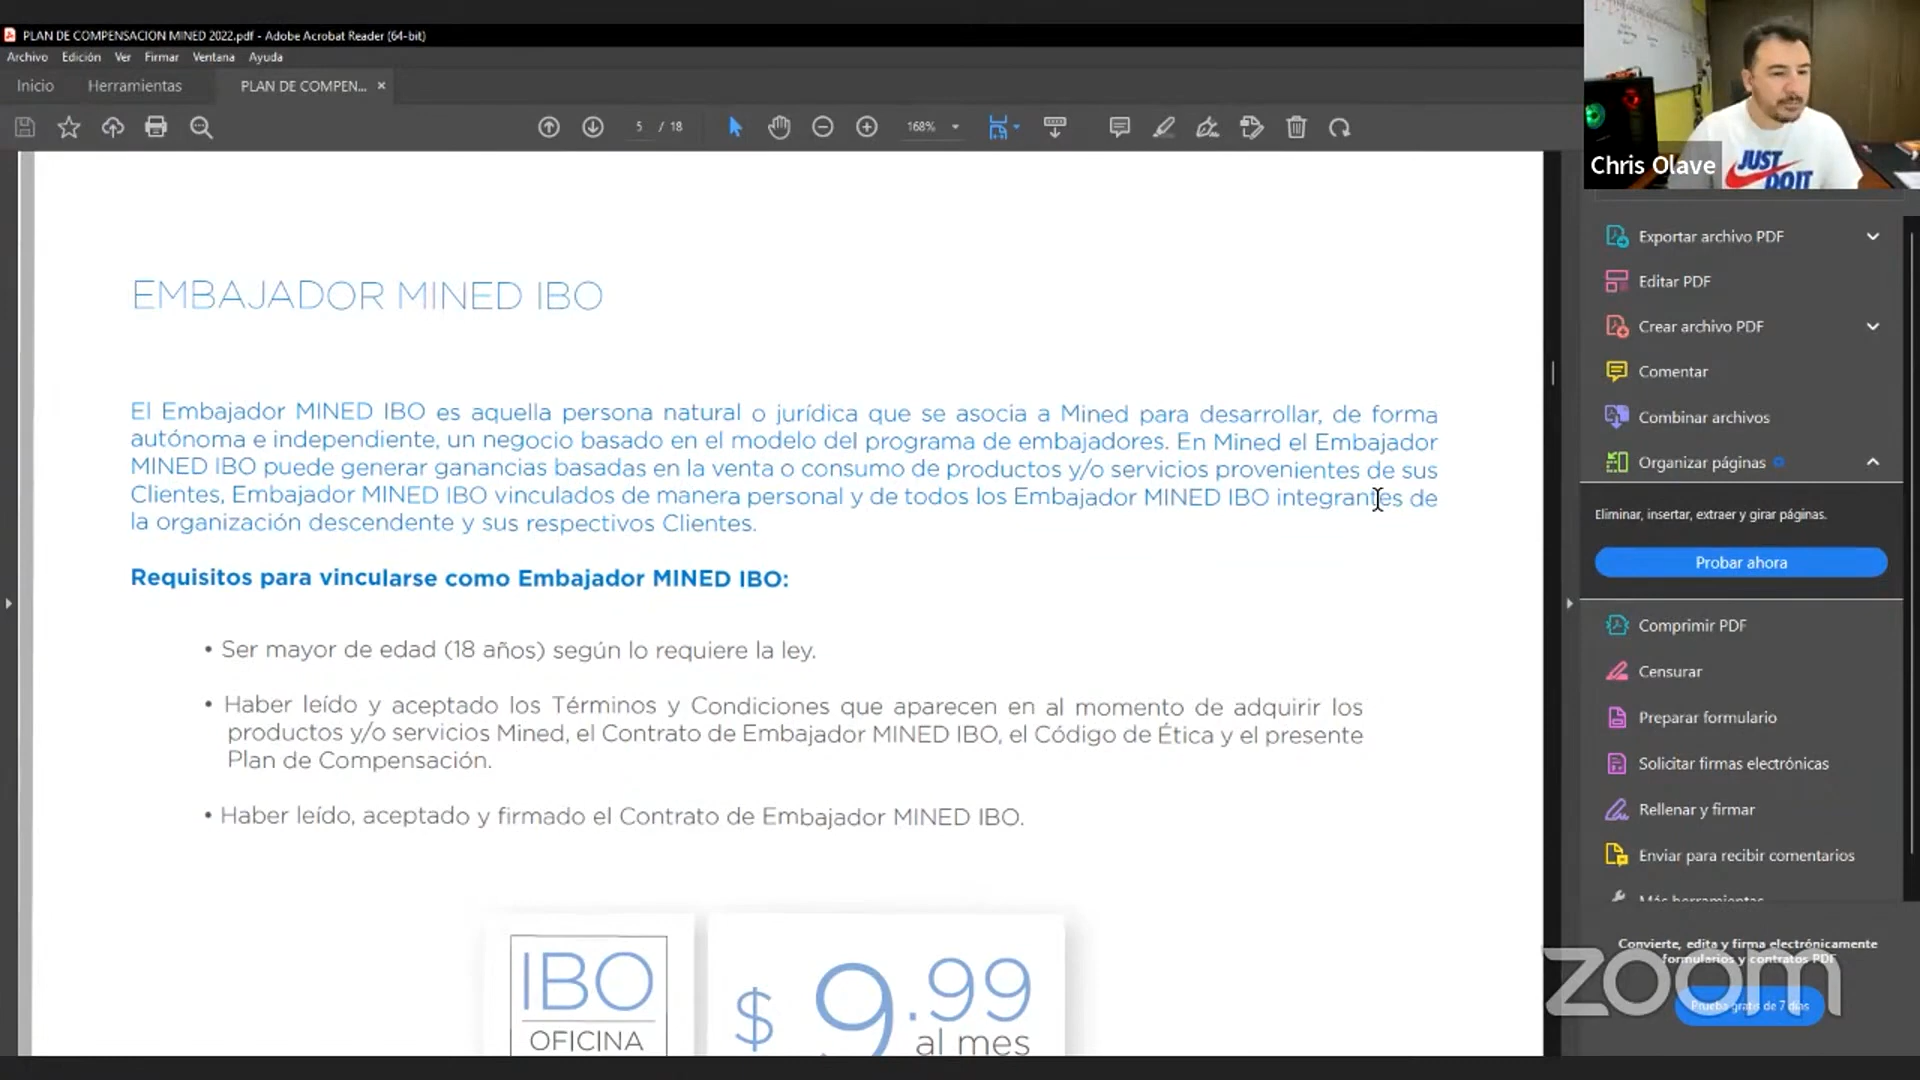 PLAN DE COMPENSACION MINED 2022.pdf - Adobe Acrobat Reader (64-bit)
Archivo Edición Ver Firmar Ventana Ayuda
Inicio Herramientas PLAN DE COMPEN... ×
5 / 18 168%
Chris Olave
JUST
DO IT
EMBAJADOR MINED IBO
El Embajador MINED IBO es aquella persona natural o jurídica que se asocia a Mined para desarrollar, de forma
autónoma e independiente, un negocio basado en el modelo del programa de embajadores. En Mined el Embajador
MINED IBO puede generar ganancias basadas en la venta o consumo de productos y/o servicios provenientes de sus
Clientes, Embajador MINED IBO vinculados de manera personal y de todos los Embajador MINED IBO integrantes de
la organización descendente y sus respectivos Clientes.
Requisitos para vincularse como Embajador MINED IBO:
• Ser mayor de edad (18 años) según lo requiere la ley.
• Haber leído y aceptado los Términos y Condiciones que aparecen en al momento de adquirir los
productos y/o servicios Mined, el Contrato de Embajador MINED IBO, el Código de Ética y el presente
Plan de Compensación.
• Haber leído, aceptado y firmado el Contrato de Embajador MINED IBO.
IBO
OFICINA
$ 9.99
al mes
Exportar archivo PDF
Editar PDF
Crear archivo PDF
Comentar
Combinar archivos
Organizar páginas
Eliminar, insertar, extraer y girar páginas.
Probar ahora
Comprimir PDF
Censurar
Preparar formulario
Solicitar firmas electrónicas
Rellenar y firmar
Enviar para recibir comentarios
Más herramientas
Convierte, edita y firma electrónicamente
formularios y contratos PDF
Prueba gratis de 7 días
zoom